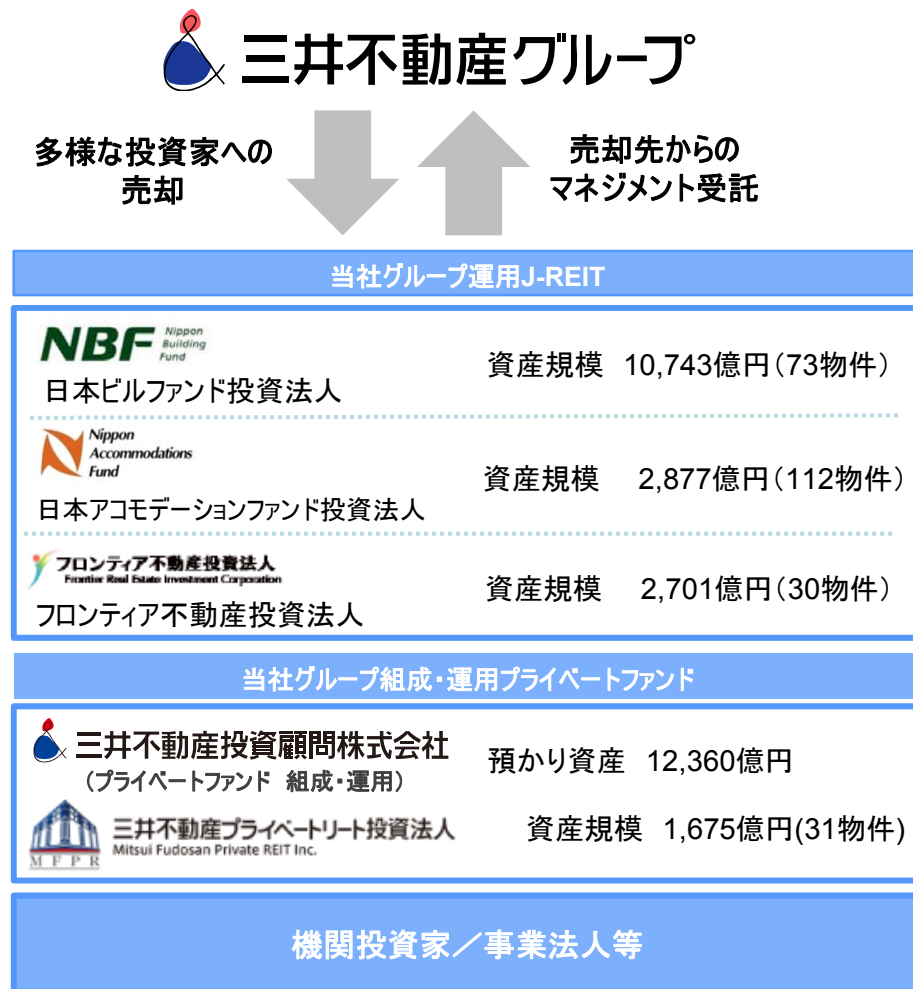 三井不動産グループ
多様な投資家への
売却
売却先からの
マネジメント受託
当社グループ運用J-REIT
NBF
Nippon
Building
Fund
日本ビルファンド投資法人
資産規模 10,743億円(73物件)
Nippon
Accommodations
Fund
日本アコモデーションファンド投資法人
資産規模 2,877億円(112物件)
フロンティア不動産投資法人
Frontier Real Estate Investment Corporation
フロンティア不動産投資法人
資産規模 2,701億円(30物件)
当社グループ組成・運用プライベートファンド
三井不動産投資顧問株式会社
(プライベートファンド 組成・運用)
預かり資産 12,360億円
MFPR
三井不動産プライベートリート投資法人
Mitsui Fudosan Private REIT Inc.
資産規模 1,675億円(31物件)
機関投資家／事業法人等